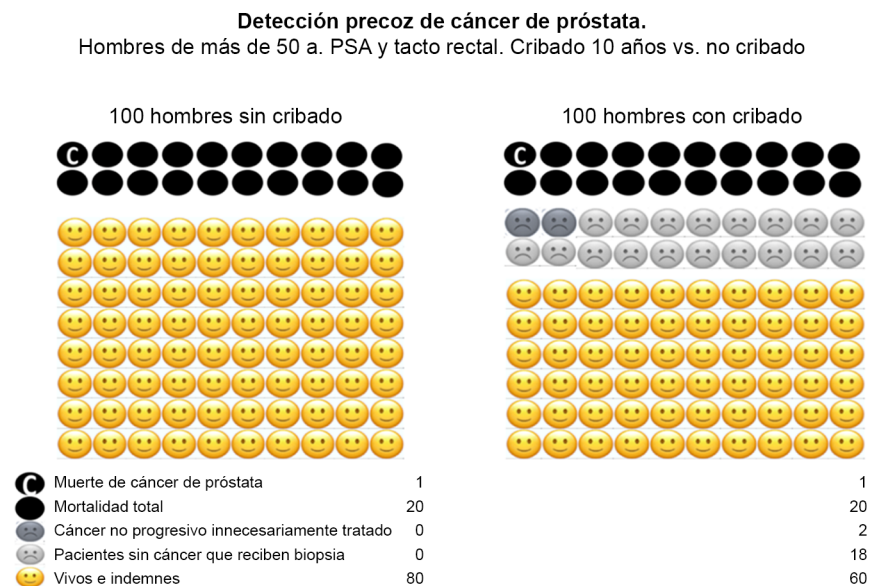 Detección precoz de cáncer de próstata.
Hombres de más de 50 a. PSA y tacto rectal. Cribado 10 años vs. no cribado
100 hombres sin cribado
100 hombres con cribado
C
C
C Muerte de cáncer de próstata 1 1
Mortalidad total 20 20
Cáncer no progresivo innecesariamente tratado 0 2
Pacientes sin cáncer que reciben biopsia 0 18
Vivos e indemnes 80 60